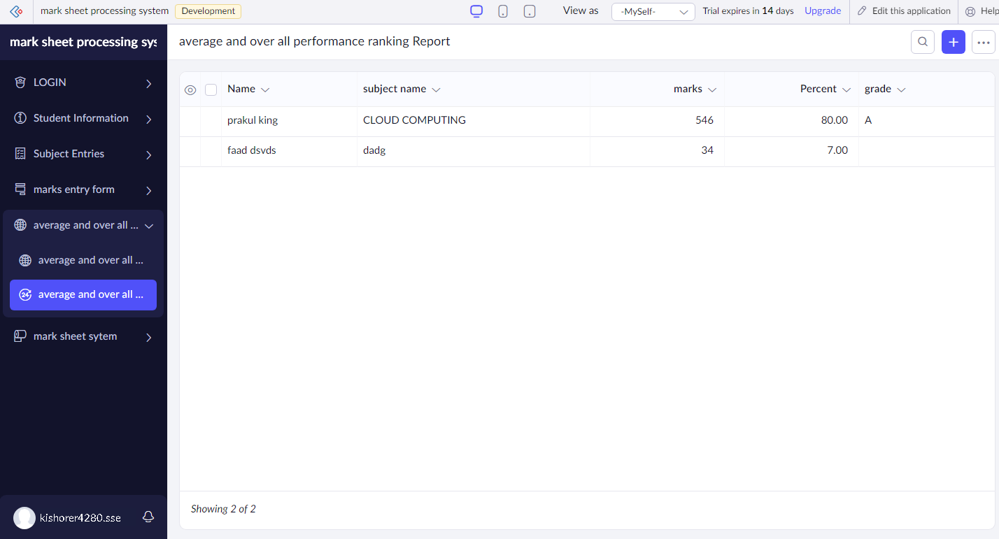 mark sheet processing system Development View as -MySelf- Trial expires in 14 days Upgrade Edit this application Help
mark sheet processing sys
average and over all performance ranking Report
LOGIN
Student Information
Subject Entries
marks entry form
average and over all ...
average and over all ...
24
average and over all ...
mark sheet sytem
kishorer4280.sse
Name subject name marks Percent grade
prakul king CLOUD COMPUTING 546 80.00 A
faad dsvds dadg 34 7.00
Showing 2 of 2